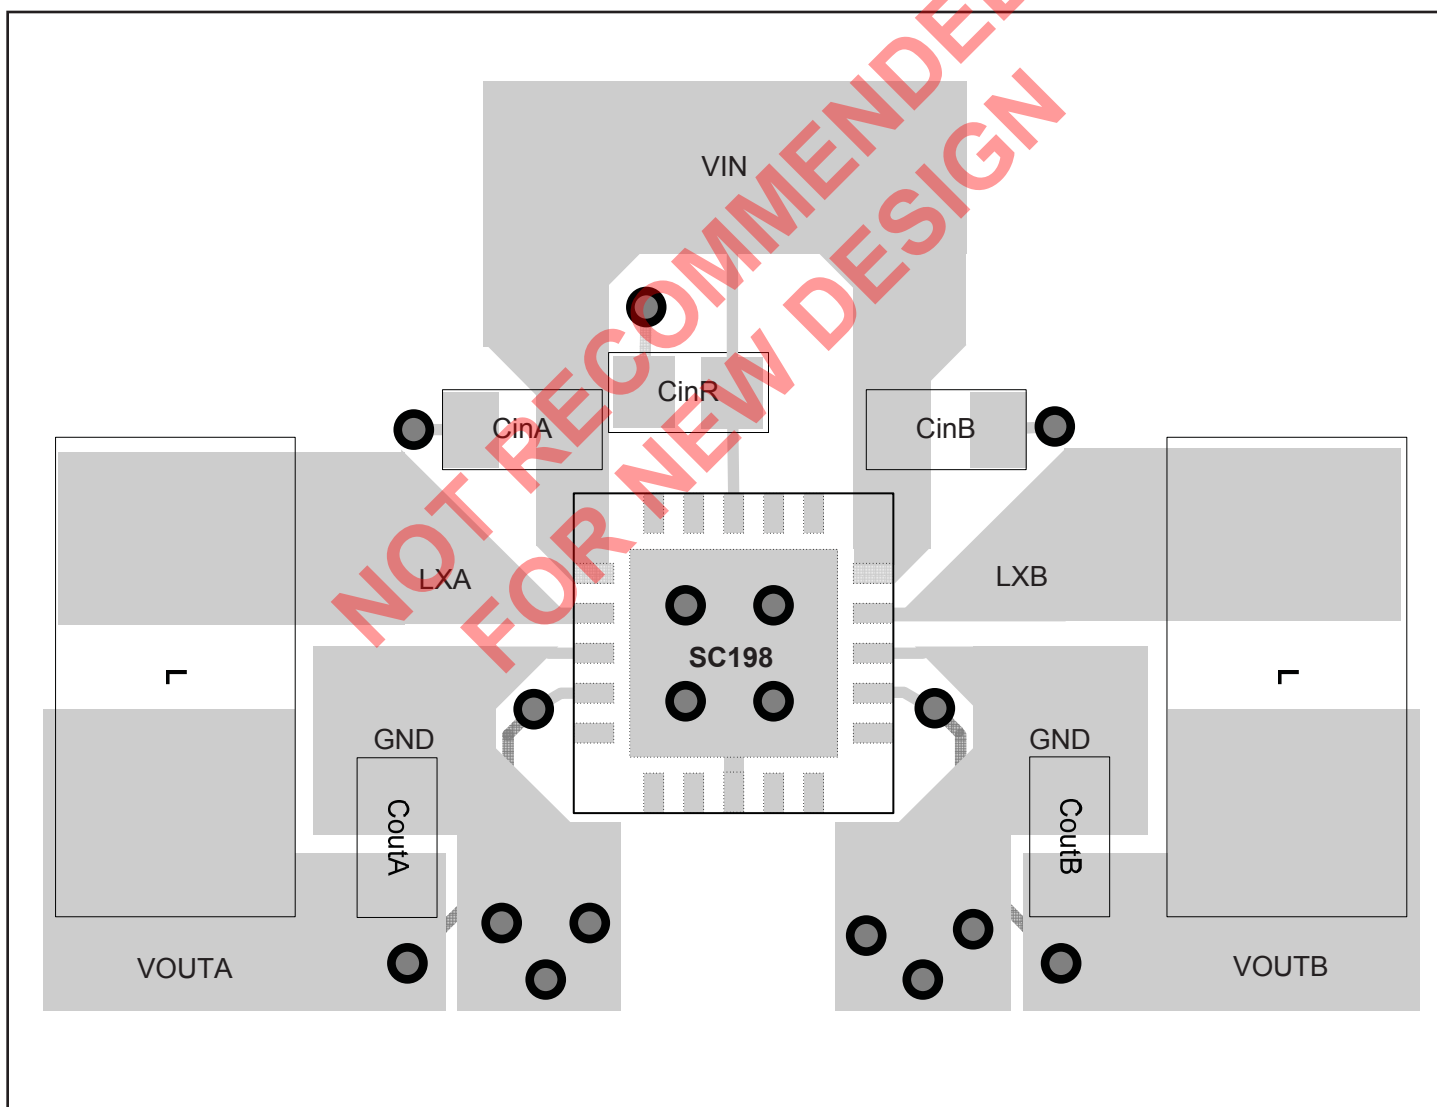 VIN
CinR
CinA
CinB
LXA
LXB
SC198
L
L
GND
GND
CoutA
CoutB
VOUTA
VOUTB
NOT RECOMMENDED
FOR NEW DESIGN